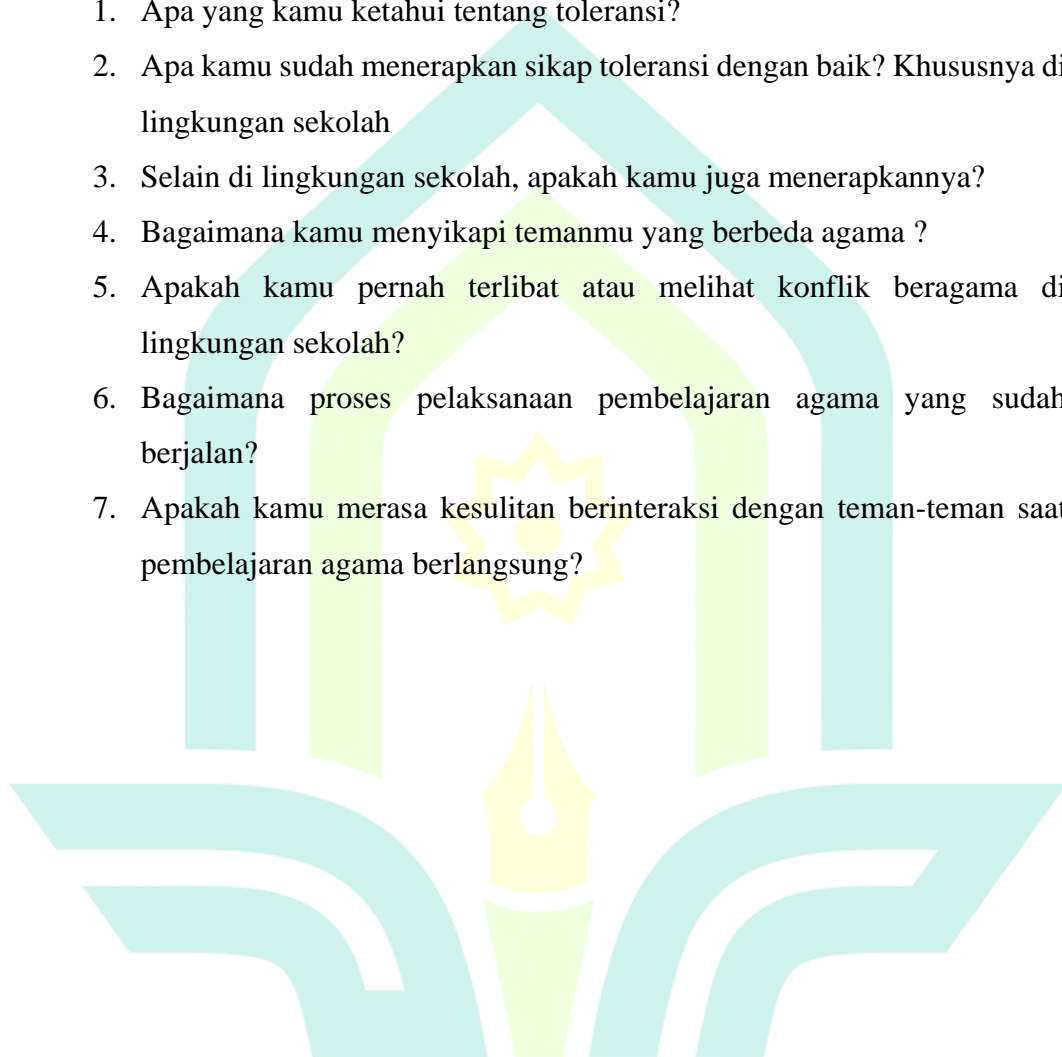 1. Apa yang kamu ketahui tentang toleransi?
2. Apa kamu sudah menerapkan sikap toleransi dengan baik? Khususnya di
lingkungan sekolah
3. Selain di lingkungan sekolah, apakah kamu juga menerapkannya?
4. Bagaimana kamu menyikapi temanmu yang berbeda agama ?
5. Apakah kamu pernah terlibat atau melihat konflik beragama di
lingkungan sekolah?
6. Bagaimana proses pelaksanaan pembelajaran agama yang sudah
berjalan?
7. Apakah kamu merasa kesulitan berinteraksi dengan teman-teman saat
pembelajaran agama berlangsung?